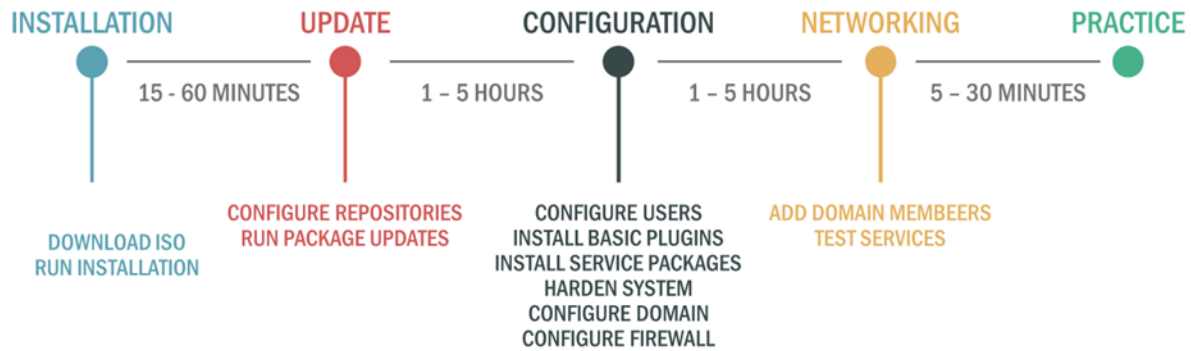 INSTALLATION
UPDATE
CONFIGURATION
NETWORKING
PRACTICE
15 - 60 MINUTES
1 – 5 HOURS
1 – 5 HOURS
5 – 30 MINUTES
DOWNLOAD ISO
RUN INSTALLATION
CONFIGURE REPOSITORIES
RUN PACKAGE UPDATES
CONFIGURE USERS
INSTALL BASIC PLUGINS
INSTALL SERVICE PACKAGES
HARDEN SYSTEM
CONFIGURE DOMAIN
CONFIGURE FIREWALL
ADD DOMAIN MEMBEERS
TEST SERVICES